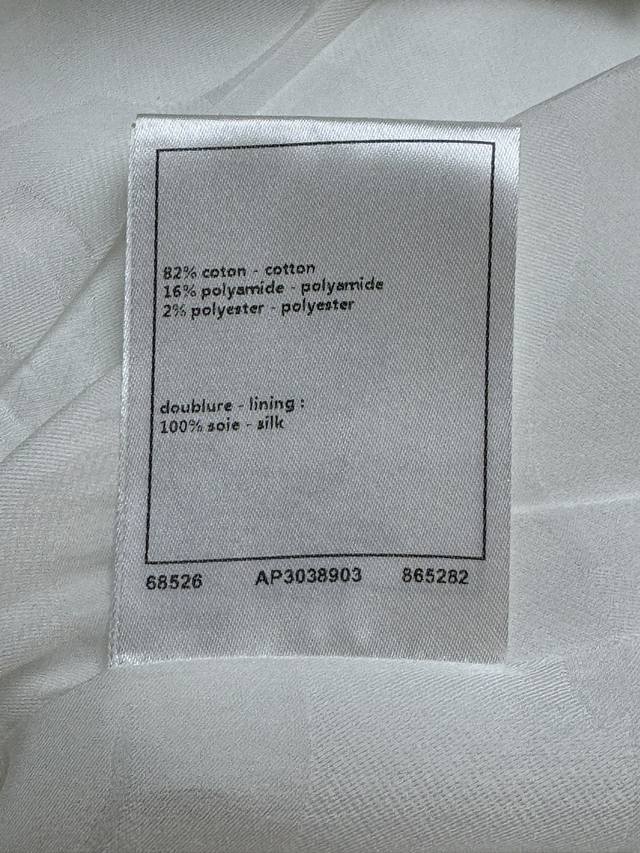 82% coton - cotton
16% polyamide - polyamide
2% polyester - polyester
doublure - lining :
100% soie - silk
68526 AP3038903 865282